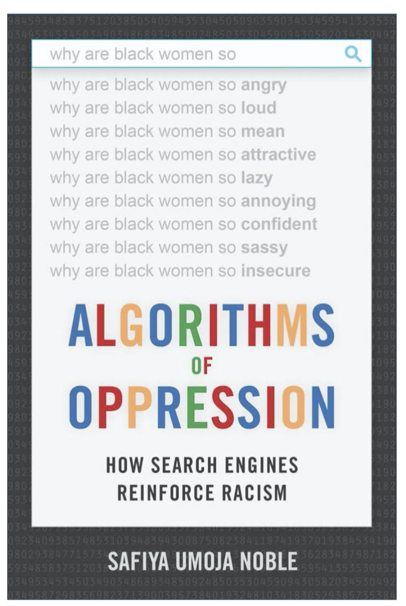 why are black women so
why are black women so angry
why are black women so loud
why are black women so mean
why are black women so attractive
why are black women so lazy
why are black women so annoying
why are black women so confident
why are black women so sassy
why are black women so insecure
ALGORITHMS
OF
OPPRESSION
HOW SEARCH ENGINES
REINFORCE RACISM
SAFIYA UMOJA NOBLE